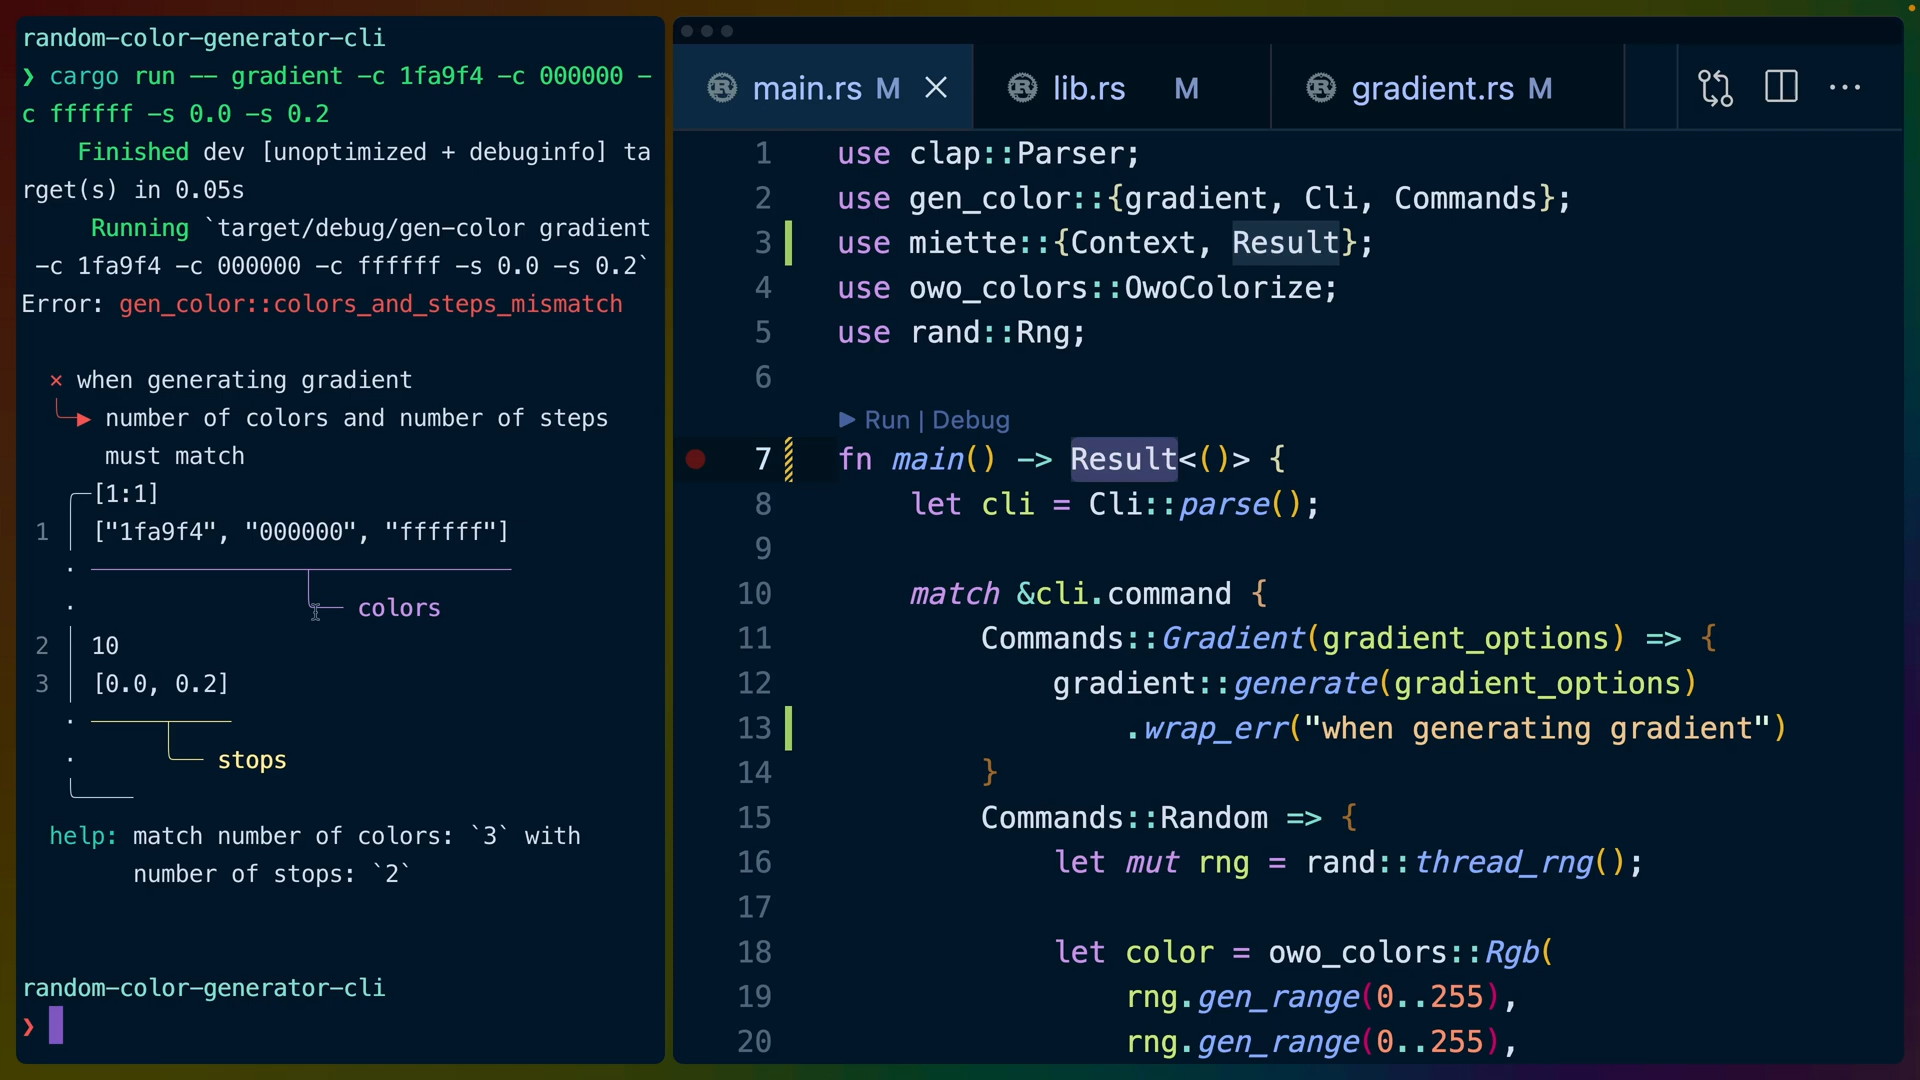 random-color-generator-cli
❯ cargo run -- gradient -c 1fa9f4 -c 000000 -
c ffffff -s 0.0 -s 0.2
Finished dev [unoptimized + debuginfo] ta
rget(s) in 0.05s
Running `target/debug/gen-color gradient
-c 1fa9f4 -c 000000 -c ffffff -s 0.0 -s 0.2`
Error: gen_color::colors_and_steps_mismatch
× when generating gradient
╰─▶ number of colors and number of steps
must match
╭─[1:1]
1 │ ["1fa9f4", "000000", "ffffff"]
· colors
2 │ 10
3 │ [0.0, 0.2]
· stops
help: match number of colors: `3` with
number of stops: `2`
random-color-generator-cli
❯
main.rs M ×
lib.rs M
gradient.rs M
1 use clap::Parser;
2 use gen_color::{gradient, Cli, Commands};
3 use miette::{Context, Result};
4 use owo_colors::OwoColorize;
5 use rand::Rng;
6
▶ Run | Debug
7 fn main() -> Result<()> {
8 let cli = Cli::parse();
9
10 match &cli.command {
11 Commands::Gradient(gradient_options) => {
12 gradient::generate(gradient_options)
13 .wrap_err("when generating gradient")
14 }
15 Commands::Random => {
16 let mut rng = rand::thread_rng();
17
18 let color = owo_colors::Rgb(
19 rng.gen_range(0..255),
20 rng.gen_range(0..255),